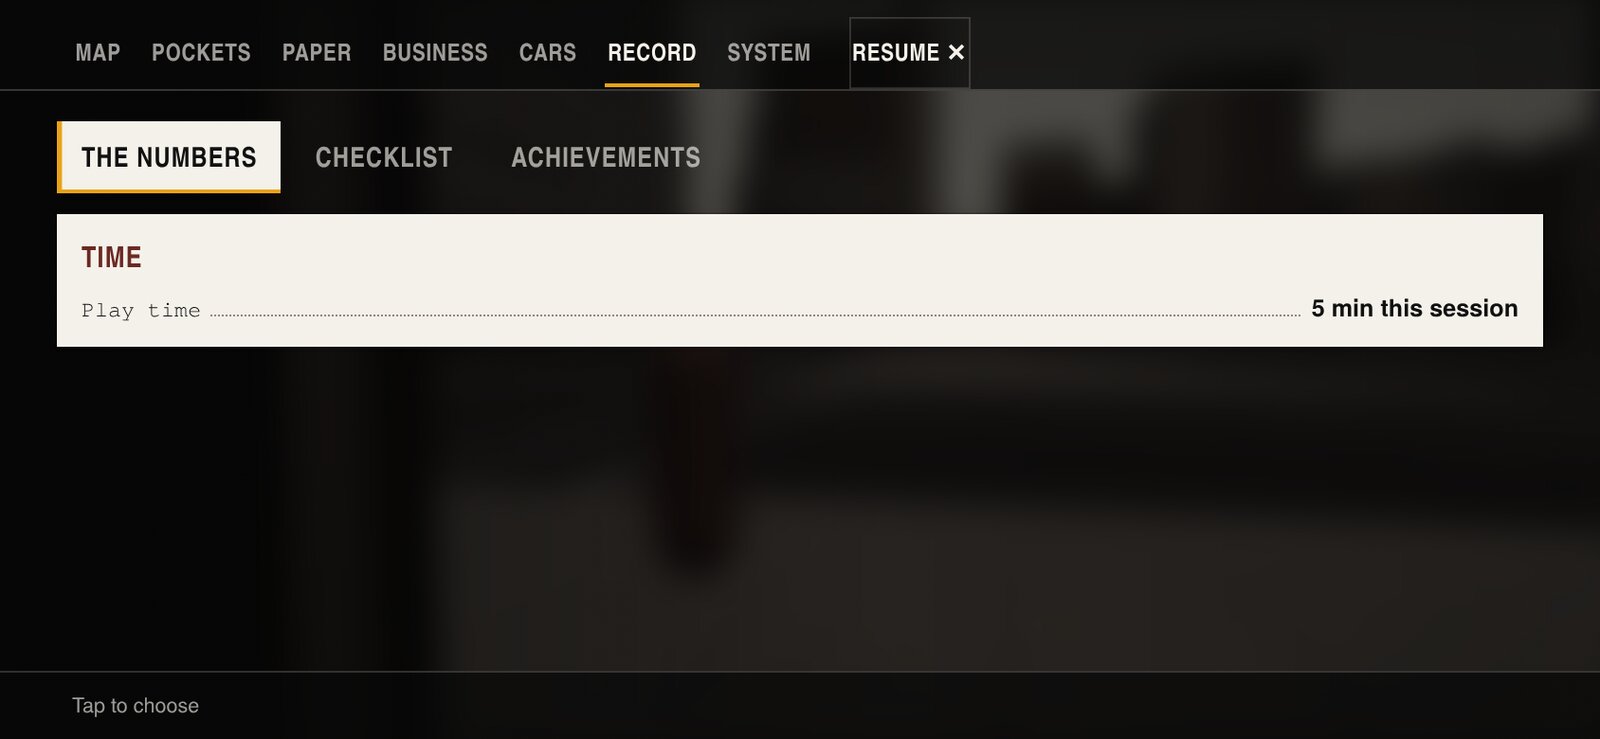 MAP POCKETS PAPER BUSINESS CARS RECORD SYSTEM RESUME ✕
THE NUMBERS CHECKLIST ACHIEVEMENTS
TIME
Play time 5 min this session
Tap to choose